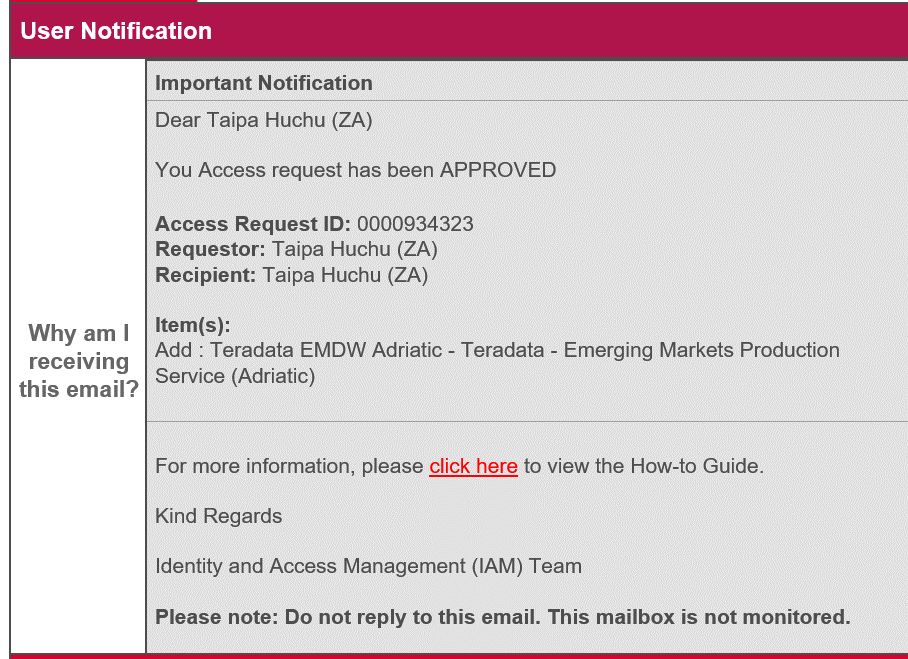 User Notification
Important Notification
Dear Taipa Huchu (ZA)
You Access request has been APPROVED
Access Request ID: 0000934323
Requestor: Taipa Huchu (ZA)
Recipient: Taipa Huchu (ZA)
Item(s):
Add : Teradata EMDW Adriatic - Teradata - Emerging Markets Production
Service (Adriatic)
Why am I
receiving
this email?
For more information, please click here to view the How-to Guide.
Kind Regards
Identity and Access Management (IAM) Team
Please note: Do not reply to this email. This mailbox is not monitored.